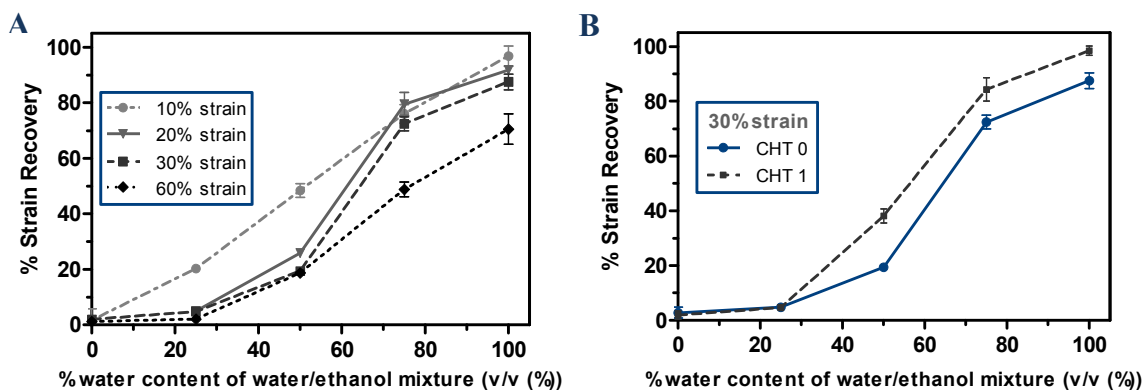 A
% Strain Recovery
100
80
60
40
20
0
10% strain
20% strain
30% strain
60% strain
0 20 40 60 80 100
%water content of water/ethanol mixture (v/v (%))
B
% Strain Recovery
100
80
60
40
20
0
30%strain
CHT 0
CHT 1
0 20 40 60 80 100
%water content of water/ethanol mixture (v/v (%))